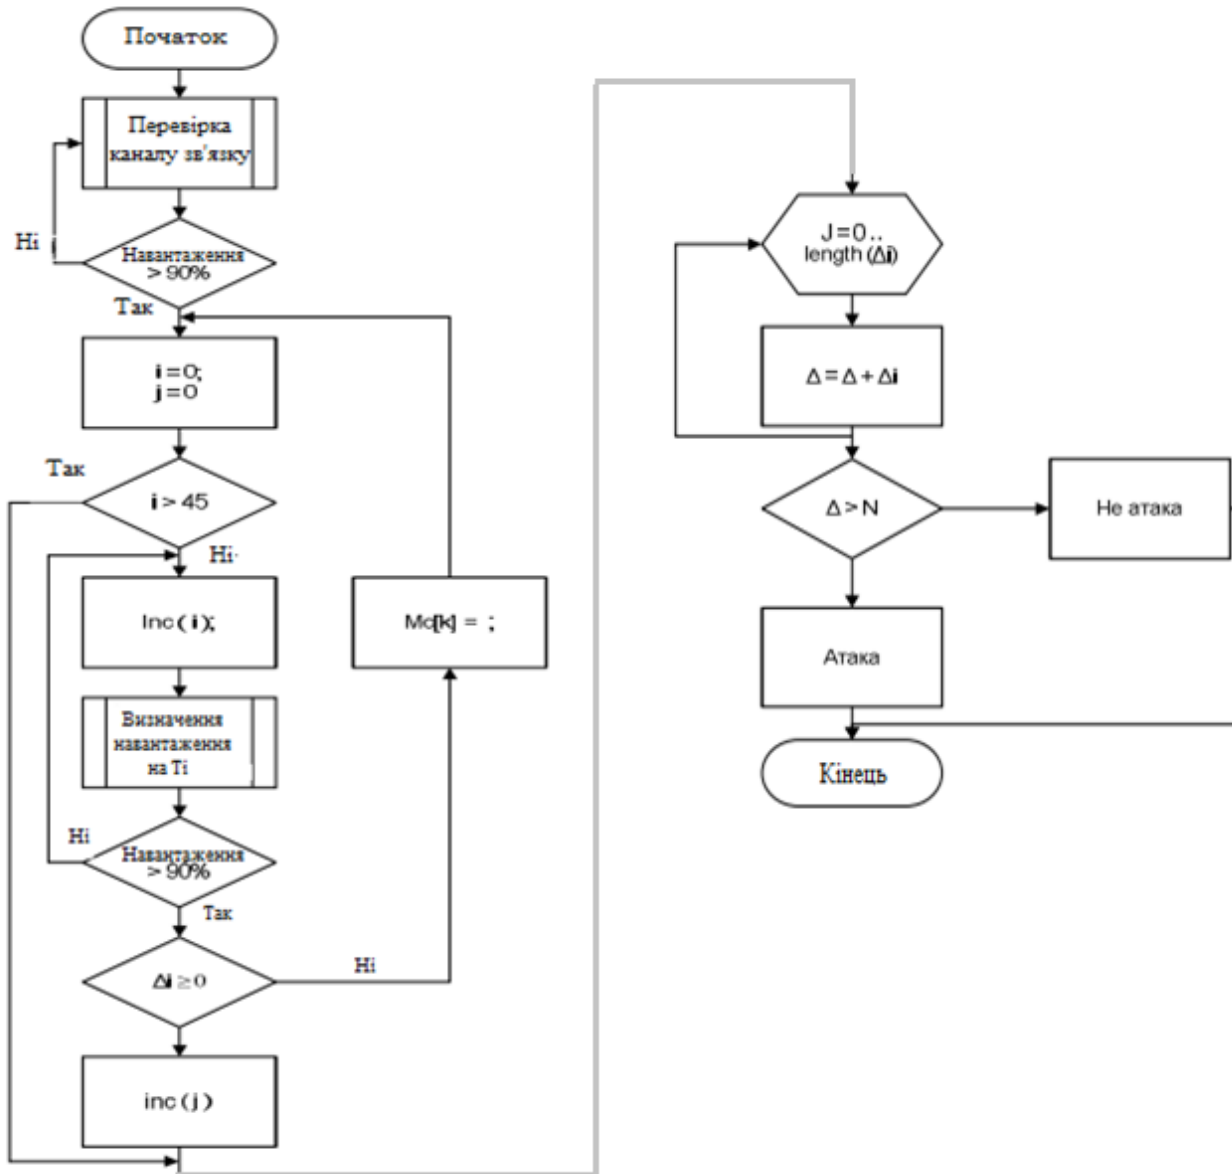 Початок
Перевірка
каналу зв'язку
Ні
Навантаження
> 90%
Так
i = 0;
j = 0
Так
i > 45
Ні
Inc ( i );
Mc[k] = ;
Визначення
навантаження
на Ті
Ні
Навантаження
> 90%
Так
Δi ≥ 0
Ні
inc ( j )
J = 0 . .
length (Δi)
Δ = Δ + Δi
Δ > N
Не атака
Атака
Кінець